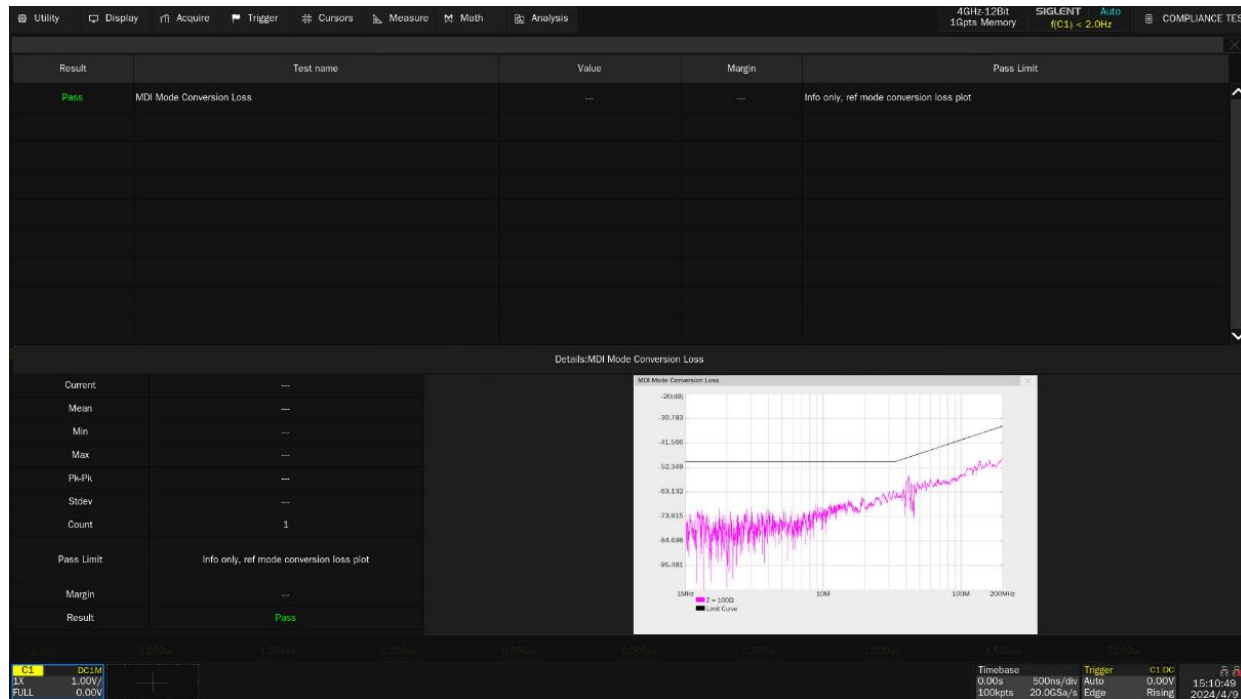 Utility Display Acquire Trigger Cursors Measure Math Analysis
4GHz-12Bit SIGLENT Auto
1Gpts Memory f(C1) < 2.0Hz
COMPLIANCE TES
Result Test name Value Margin Pass Limit
Pass MDI Mode Conversion Loss --- --- Info only, ref mode conversion loss plot
Details:MDI Mode Conversion Loss
Current ---
Mean ---
Min ---
Max ---
Pk-Pk ---
Stdev ---
Count 1
Pass Limit Info only, ref mode conversion loss plot
Margin ---
Result Pass
MDI Mode Conversion Loss
-20(dB)
-30.783
-41.566
-52.349
-63.132
-73.915
-84.698
-95.481
1MHz 10M 100M 200MHz
Z = 100Ω
Limit Curve
C1 DC1M
1X 1.00V/
FULL 0.00V
Timebase
0.00s 500ns/div
100kpts 20.0GSa/s
Trigger C1 DC
Auto 0.00V
Edge Rising
15:10:49
2024/4/9